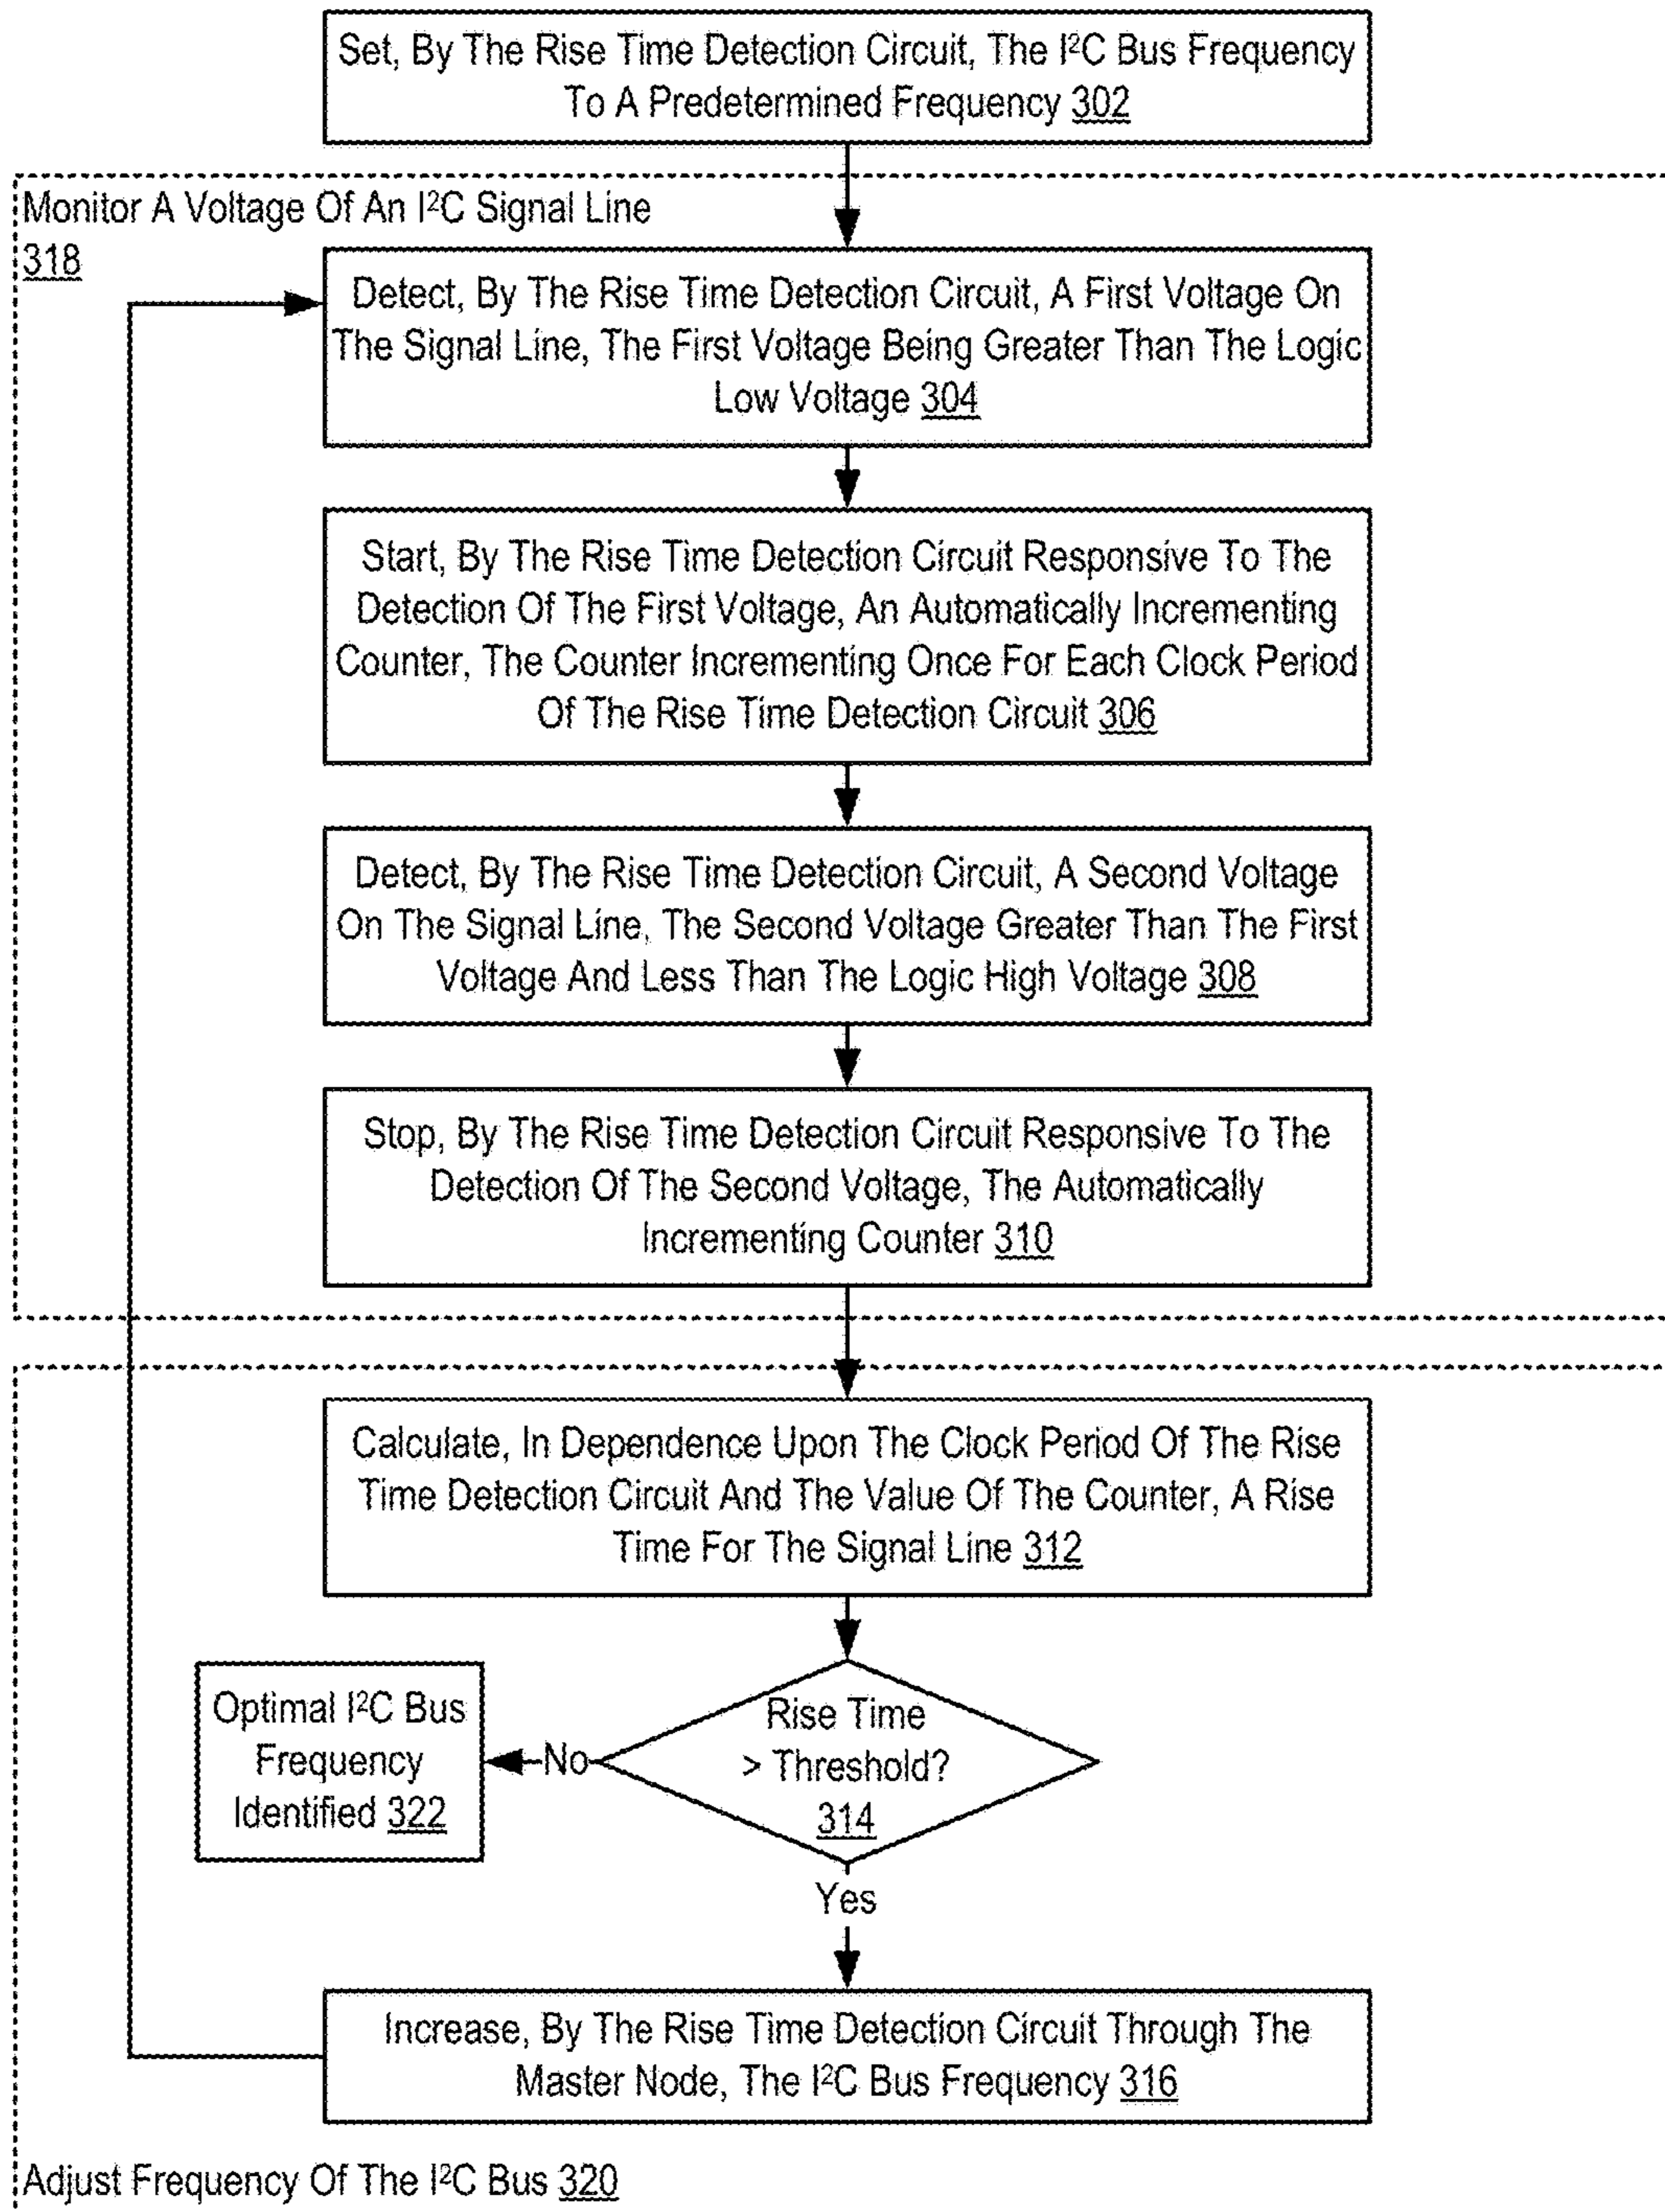 Set, By The Rise Time Detection Circuit, The I²C Bus Frequency
To A Predetermined Frequency 302
Monitor A Voltage Of An I²C Signal Line
318
Detect, By The Rise Time Detection Circuit, A First Voltage On
The Signal Line, The First Voltage Being Greater Than The Logic
Low Voltage 304
Start, By The Rise Time Detection Circuit Responsive To The
Detection Of The First Voltage, An Automatically Incrementing
Counter, The Counter Incrementing Once For Each Clock Period
Of The Rise Time Detection Circuit 306
Detect, By The Rise Time Detection Circuit, A Second Voltage
On The Signal Line, The Second Voltage Greater Than The First
Voltage And Less Than The Logic High Voltage 308
Stop, By The Rise Time Detection Circuit Responsive To The
Detection Of The Second Voltage, The Automatically
Incrementing Counter 310
Calculate, In Dependence Upon The Clock Period Of The Rise
Time Detection Circuit And The Value Of The Counter, A Rise
Time For The Signal Line 312
Rise Time
> Threshold?
314
No
Optimal I²C Bus
Frequency
Identified 322
Yes
Increase, By The Rise Time Detection Circuit Through The
Master Node, The I²C Bus Frequency 316
Adjust Frequency Of The I²C Bus 320